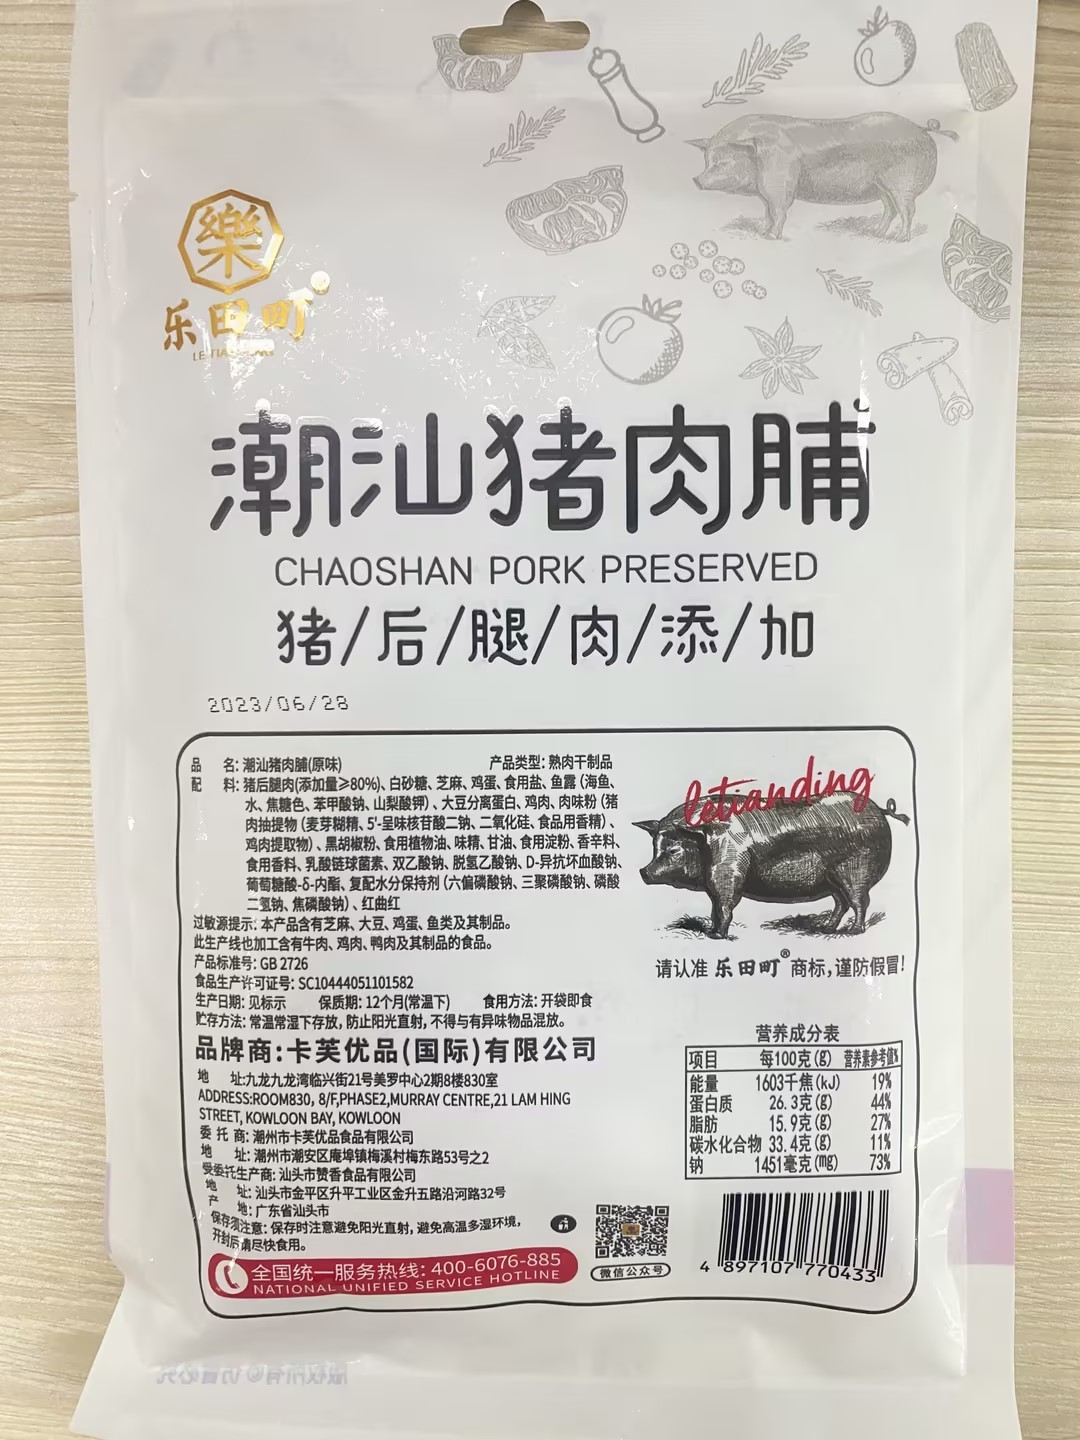 樂
乐田町
潮汕猪肉脯
CHAOSHAN PORK PRESERVED
猪/后/腿/肉/添/加
2023/06/28
品 名: 潮汕猪肉脯(原味) 产品类型: 熟肉干制品
配 料: 猪后腿肉(添加量≥80%)、白砂糖、芝麻、鸡蛋、食用盐、鱼露(海鱼、
水、焦糖色、苯甲酸钠、山梨酸钾)、大豆分离蛋白、鸡肉、肉味粉(猪
肉抽提物(麦芽糊精、5'-呈味核苷酸二钠、二氧化硅、食品用香精)、
鸡肉提取物)、黑胡椒粉、食用植物油、味精、甘油、食用淀粉、香辛料、
食用香料、乳酸链球菌素、双乙酸钠、脱氢乙酸钠、D-异抗坏血酸钠、
葡萄糖酸-δ-内酯、复配水分保持剂(六偏磷酸钠、三聚磷酸钠、磷酸
二氢钠、焦磷酸钠)、红曲红
过敏源提示: 本产品含有芝麻、大豆、鸡蛋、鱼类及其制品。
此生产线也加工含有牛肉、鸡肉、鸭肉及其制品的食品。
产品标准号: GB 2726
食品生产许可证号: SC10444051101582
生产日期: 见标示 保质期: 12个月(常温下) 食用方法: 开袋即食
贮存方法: 常温常湿下存放, 防止阳光直射, 不得与有异味物品混放。
品牌商:卡芙优品(国际)有限公司
地 址:九龙九龙湾临兴街21号美罗中心2期8楼830室
ADDRESS:ROOM830, 8/F,PHASE2,MURRAY CENTRE,21 LAM HING
STREET, KOWLOON BAY, KOWLOON
委 托 商: 潮州市卡芙优品食品有限公司
地 址: 潮州市潮安区庵埠镇梅溪村梅东路53号之2
受委托生产商: 汕头市赞香食品有限公司
地 址: 汕头市金平区升平工业区金升五路沿河路32号
产 地: 广东省汕头市
保存须注意: 保存时注意避免阳光直射, 避免高温多湿环境,
开封后请尽快食用。
全国统一服务热线: 400-6076-885
NATIONAL UNIFIED SERVICE HOTLINE
letianding
请认准 乐田町® 商标,谨防假冒!
营养成分表
项目 每100克(g) 营养素参考值%
能量 1603千焦(kJ) 19%
蛋白质 26.3克(g) 44%
脂肪 15.9克(g) 27%
碳水化合物 33.4克(g) 11%
钠 1451毫克(mg) 73%
微信公众号
4 897107 770433